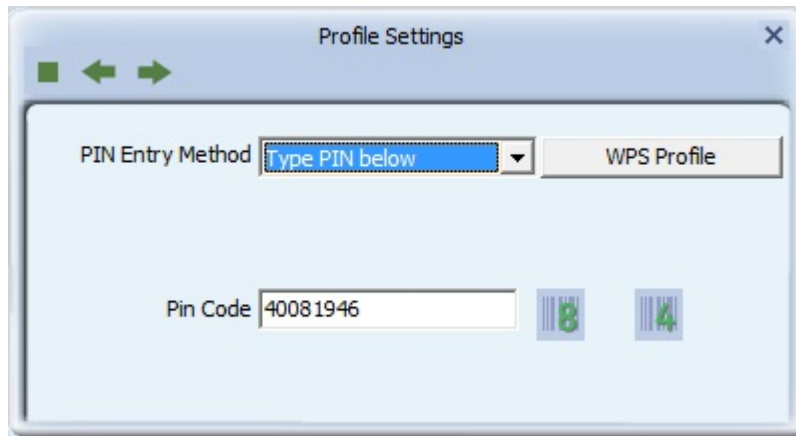 Profile Settings
PIN Entry Method Type PIN below WPS Profile
Pin Code 40081946 8 4